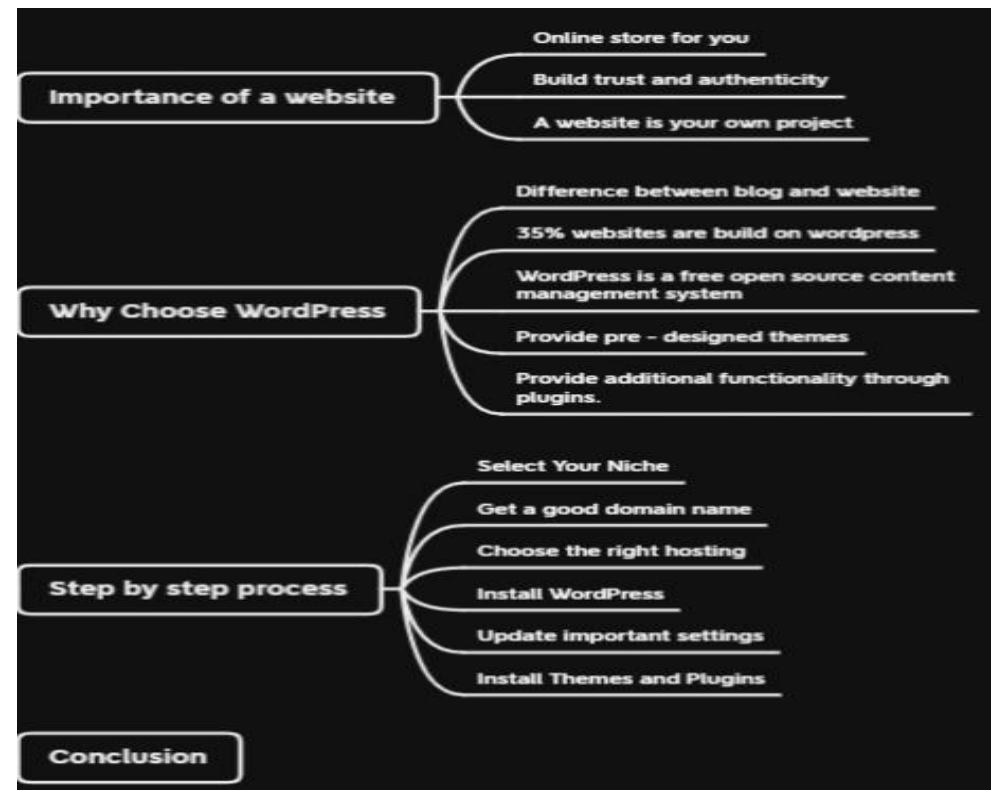 Importance of a website
Online store for you
Build trust and authenticity
A website is your own project
Why Choose WordPress
Difference between blog and website
35% websites are build on wordpress
WordPress is a free open source content
management system
Provide pre - designed themes
Provide additional functionality through
plugins.
Step by step process
Select Your Niche
Get a good domain name
Choose the right hosting
Install WordPress
Update important settings
Install Themes and Plugins
Conclusion